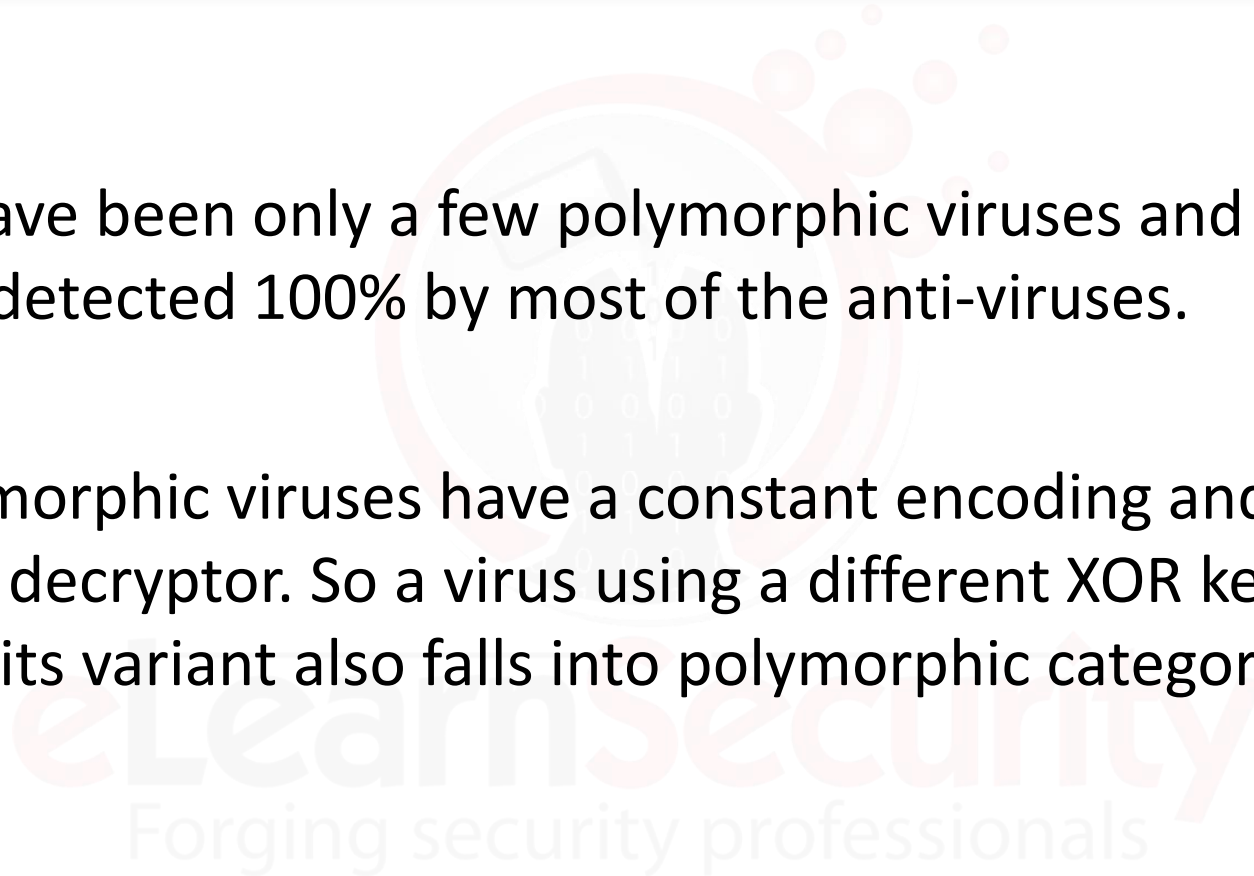 ave been only a few polymorphic viruses and
detected 100% by most of the anti-viruses.
morphic viruses have a constant encoding and
decryptor. So a virus using a different XOR ke
its variant also falls into polymorphic categor
eLearnSecurity
Forging security professionals